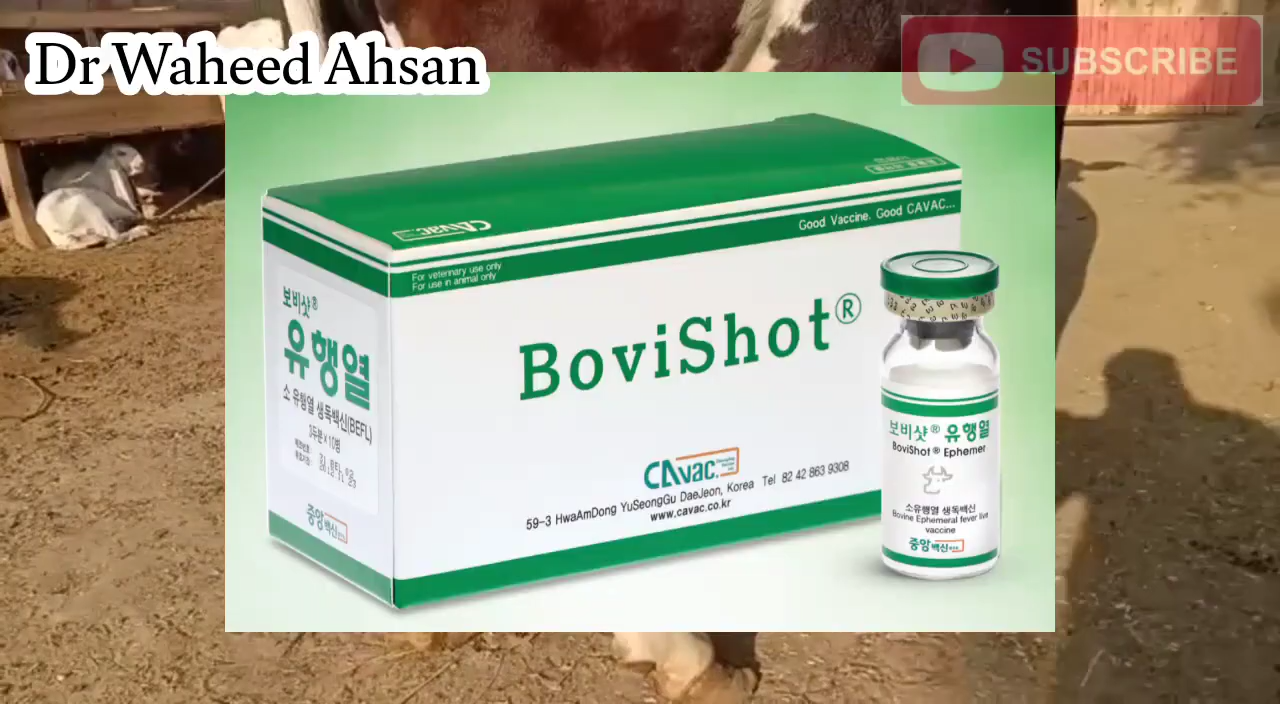 Dr Waheed Ahsan
SUBSCRIBE
CAvac
Good Vaccine. Good CAVAC...
For veterinary use only
For use in animal only
보비샷®
유행열
소 유행열 생독백신(BEFL)
중앙백신
BoviShot®
CAvac.
59-3 HwaAmDong YuSeongGu DaeJeon, Korea Tel 82 42 863 9308
www.cavac.co.kr
보비샷® 유행열
BoviShot® Ephemer
소유행열 생독백신
Bovine Ephemeral fever live
vaccine
중앙백신